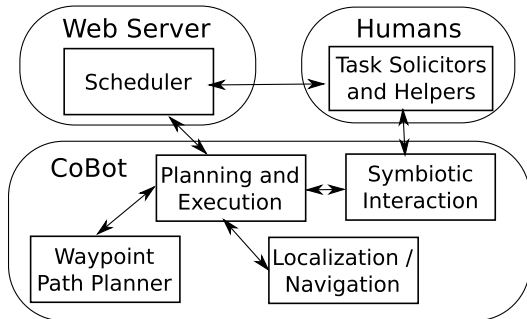 Web Server
Humans
Scheduler
Task Solicitors
and Helpers
CoBot
Planning and
Execution
Symbiotic
Interaction
Waypoint
Path Planner
Localization /
Navigation